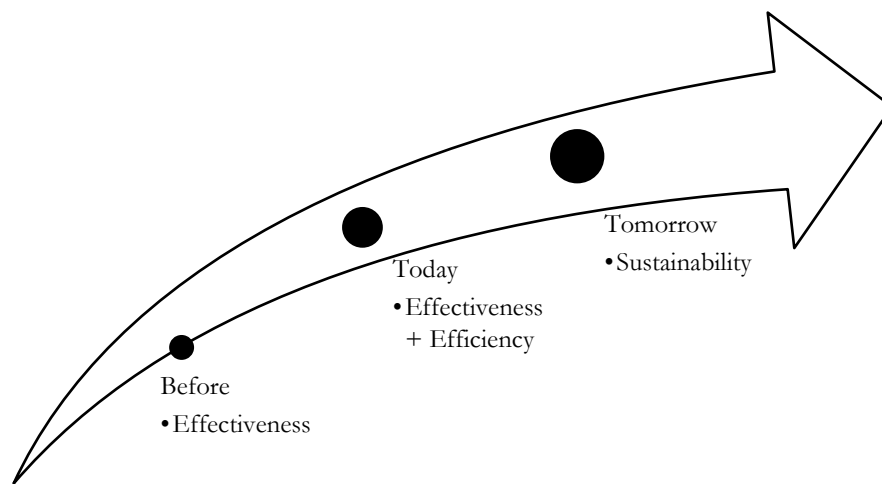 Before
•Effectiveness
Today
•Effectiveness
+ Efficiency
Tomorrow
•Sustainability